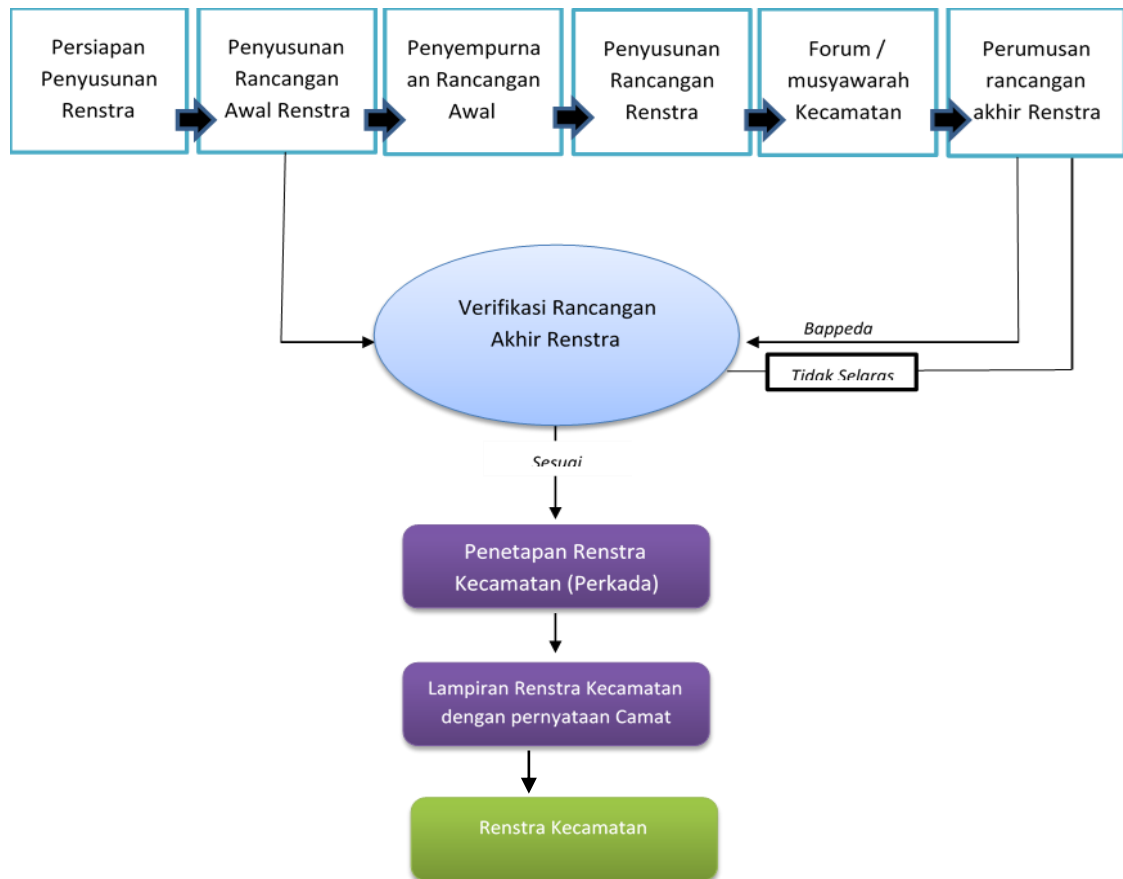 Persiapan
Penyusunan
Renstra
Penyusunan
Rancangan
Awal Renstra
Penyempurna
an Rancangan
Awal
Penyusunan
Rancangan
Renstra
Forum /
musyawarah
Kecamatan
Perumusan
rancangan
akhir Renstra
Verifikasi Rancangan
Akhir Renstra
Bappeda
Tidak Selaras
Sesuai
Penetapan Renstra
Kecamatan (Perkada)
Lampiran Renstra Kecamatan
dengan pernyataan Camat
Renstra Kecamatan